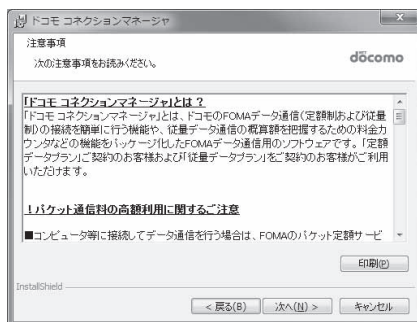 ドコモ コネクションマネージャ
注意事項
次の注意事項をお読みください。
döcomo
「ドコモ コネクションマネージャ」とは？
「ドコモ コネクションマネージャ」とは、ドコモのFOMAデータ通信(定額制および従量
制)の接続を簡単に行う機能や、従量データ通信の概算額を把握するための料金カ
ウンタなどの機能をパッケージ化したFOMAデータ通信用のソフトウェアです。「定額
データプラン」ご契約のお客様および「従量データプラン」をご契約のお客様がご利用
いただけます。
！パケット通信料の高額利用に関するご注意
■コンピュータ等に接続してデータ通信を行う場合は、FOMAのパケット定額サービ
印刷(P)
InstallShield
< 戻る(B)
次へ(N) >
キャンセル